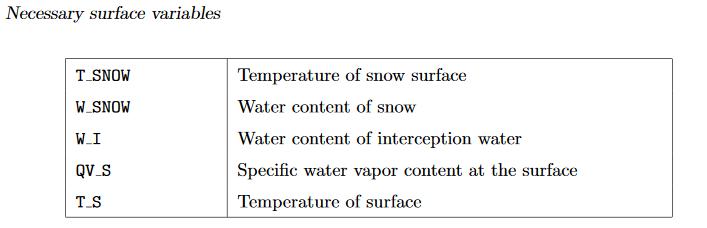 Necessary surface variables
T_SNOW Temperature of snow surface
W_SNOW Water content of snow
W_I Water content of interception water
QV_S Specific water vapor content at the surface
T_S Temperature of surface